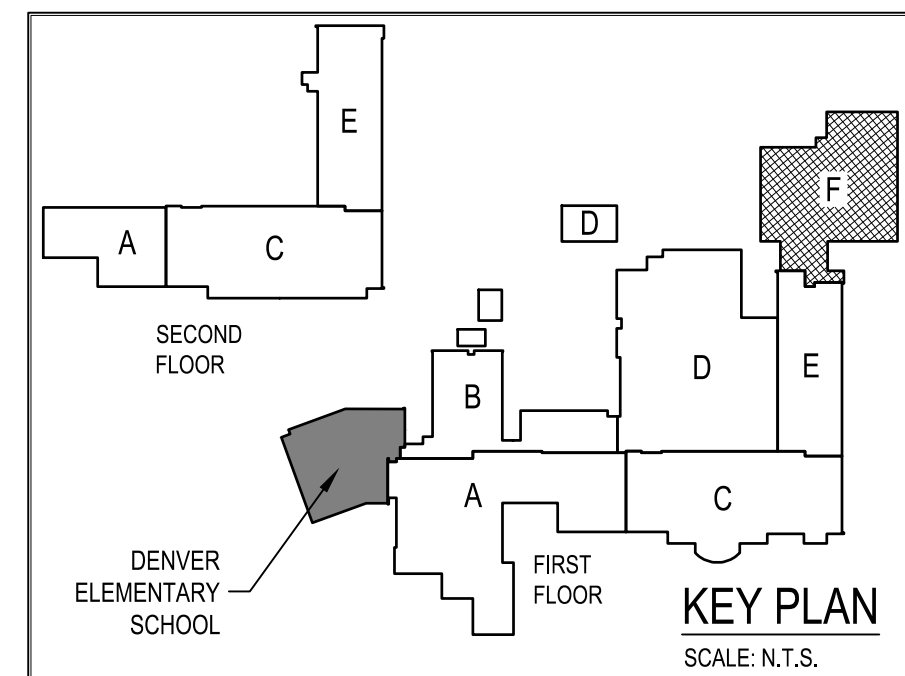 E
A
C
SECOND
FLOOR
F
D
D
E
B
A
C
DENVER
ELEMENTARY
SCHOOL
FIRST
FLOOR
KEY PLAN
SCALE: N.T.S.